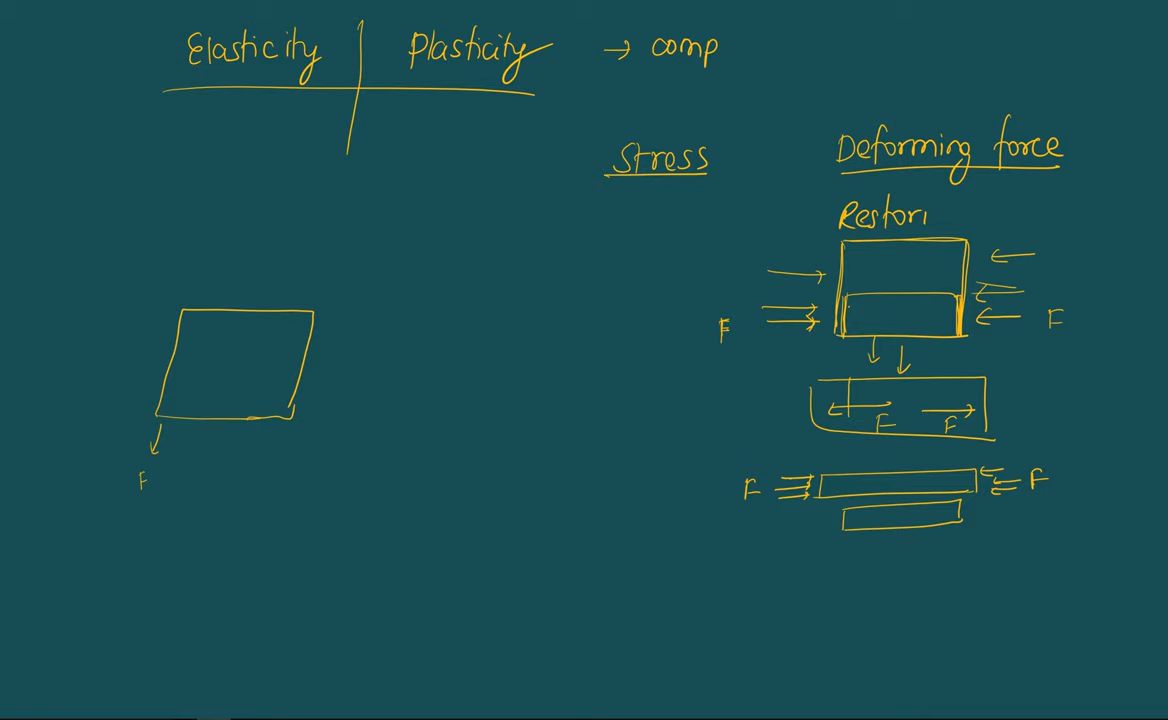 Elasticity Plasticity → comp
Stress Deforming force
Restori
F F
F F
F F
F